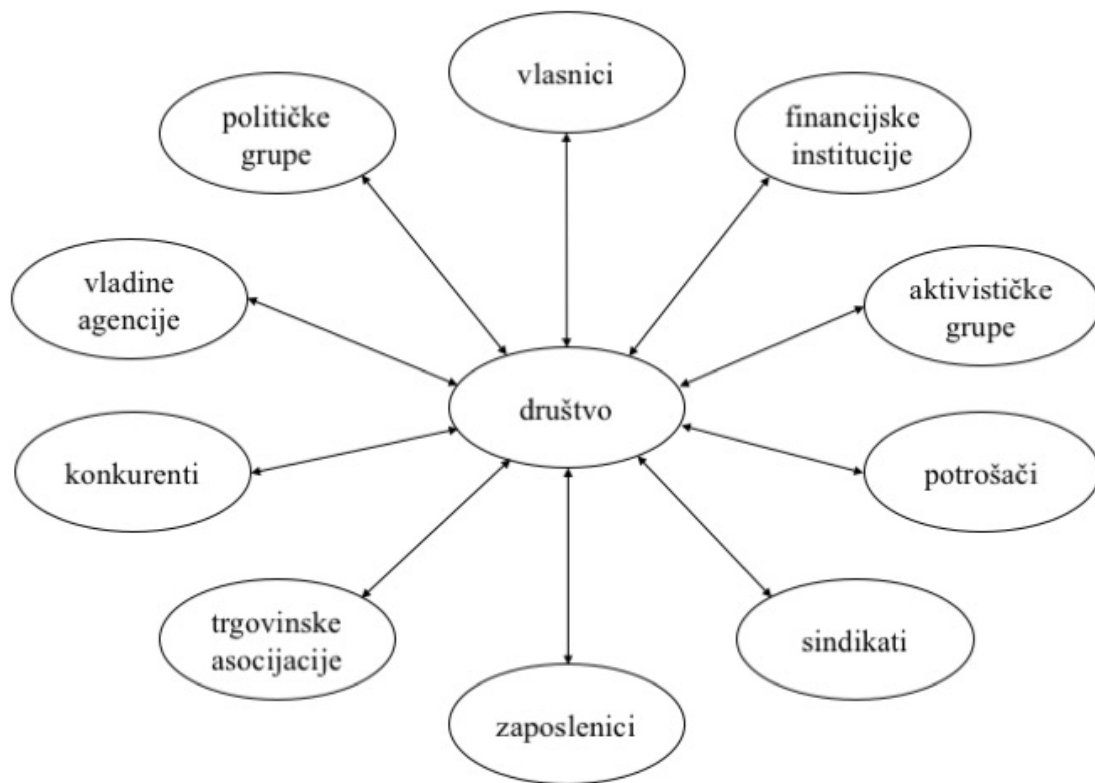 vlasnici
političke
grupe
financijske
institucije
vladine
agencije
aktivističke
grupe
društvo
konkurenti
potrošači
trgovinske
asocijacije
sindikati
zaposlenici